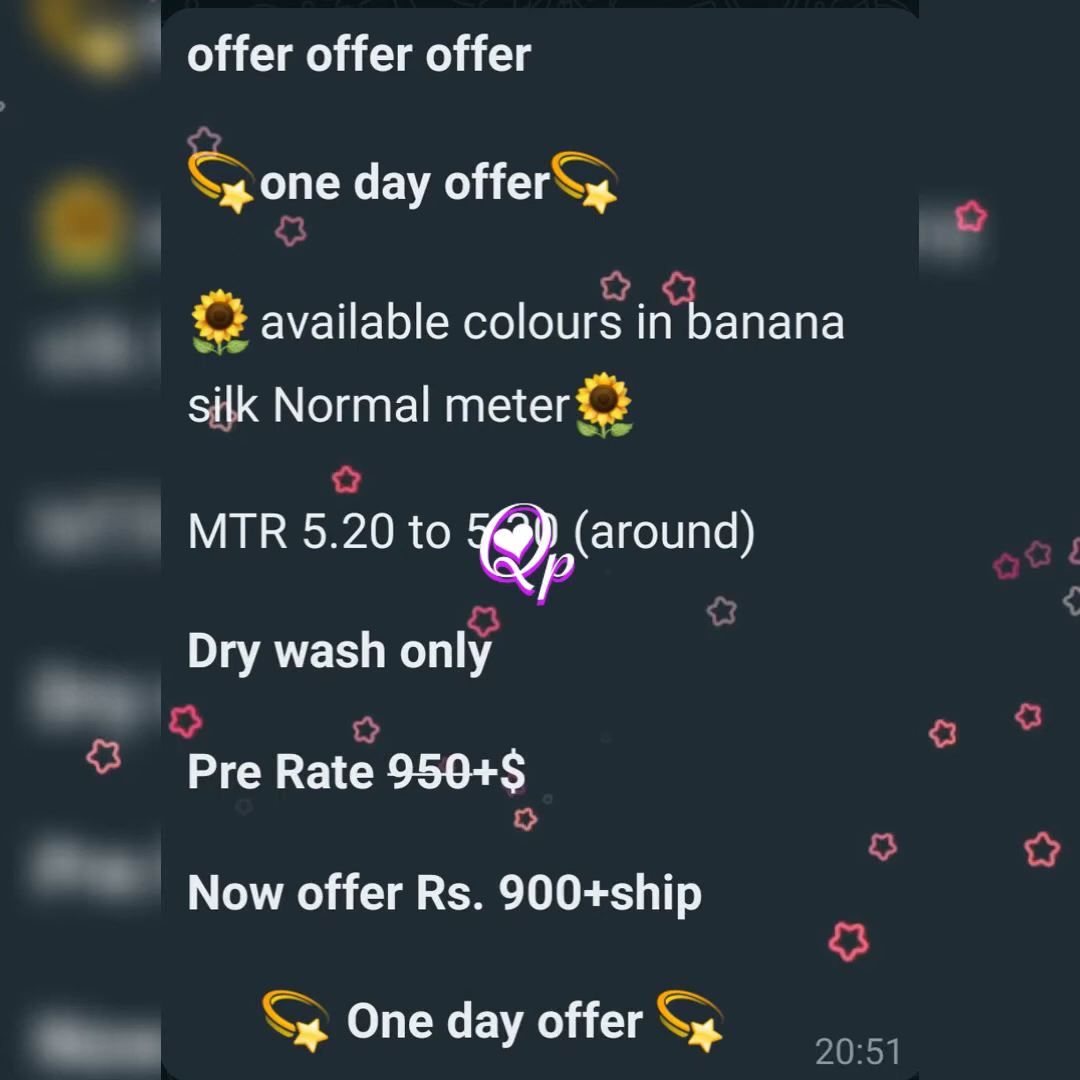 offer offer offer
💫one day offer💫
🌻available colours in banana
silk Normal meter🌻
MTR 5.20 to (around)
Qp
Dry wash only
Pre Rate 950+$
Now offer Rs. 900+ship
💫 One day offer 💫
20:51